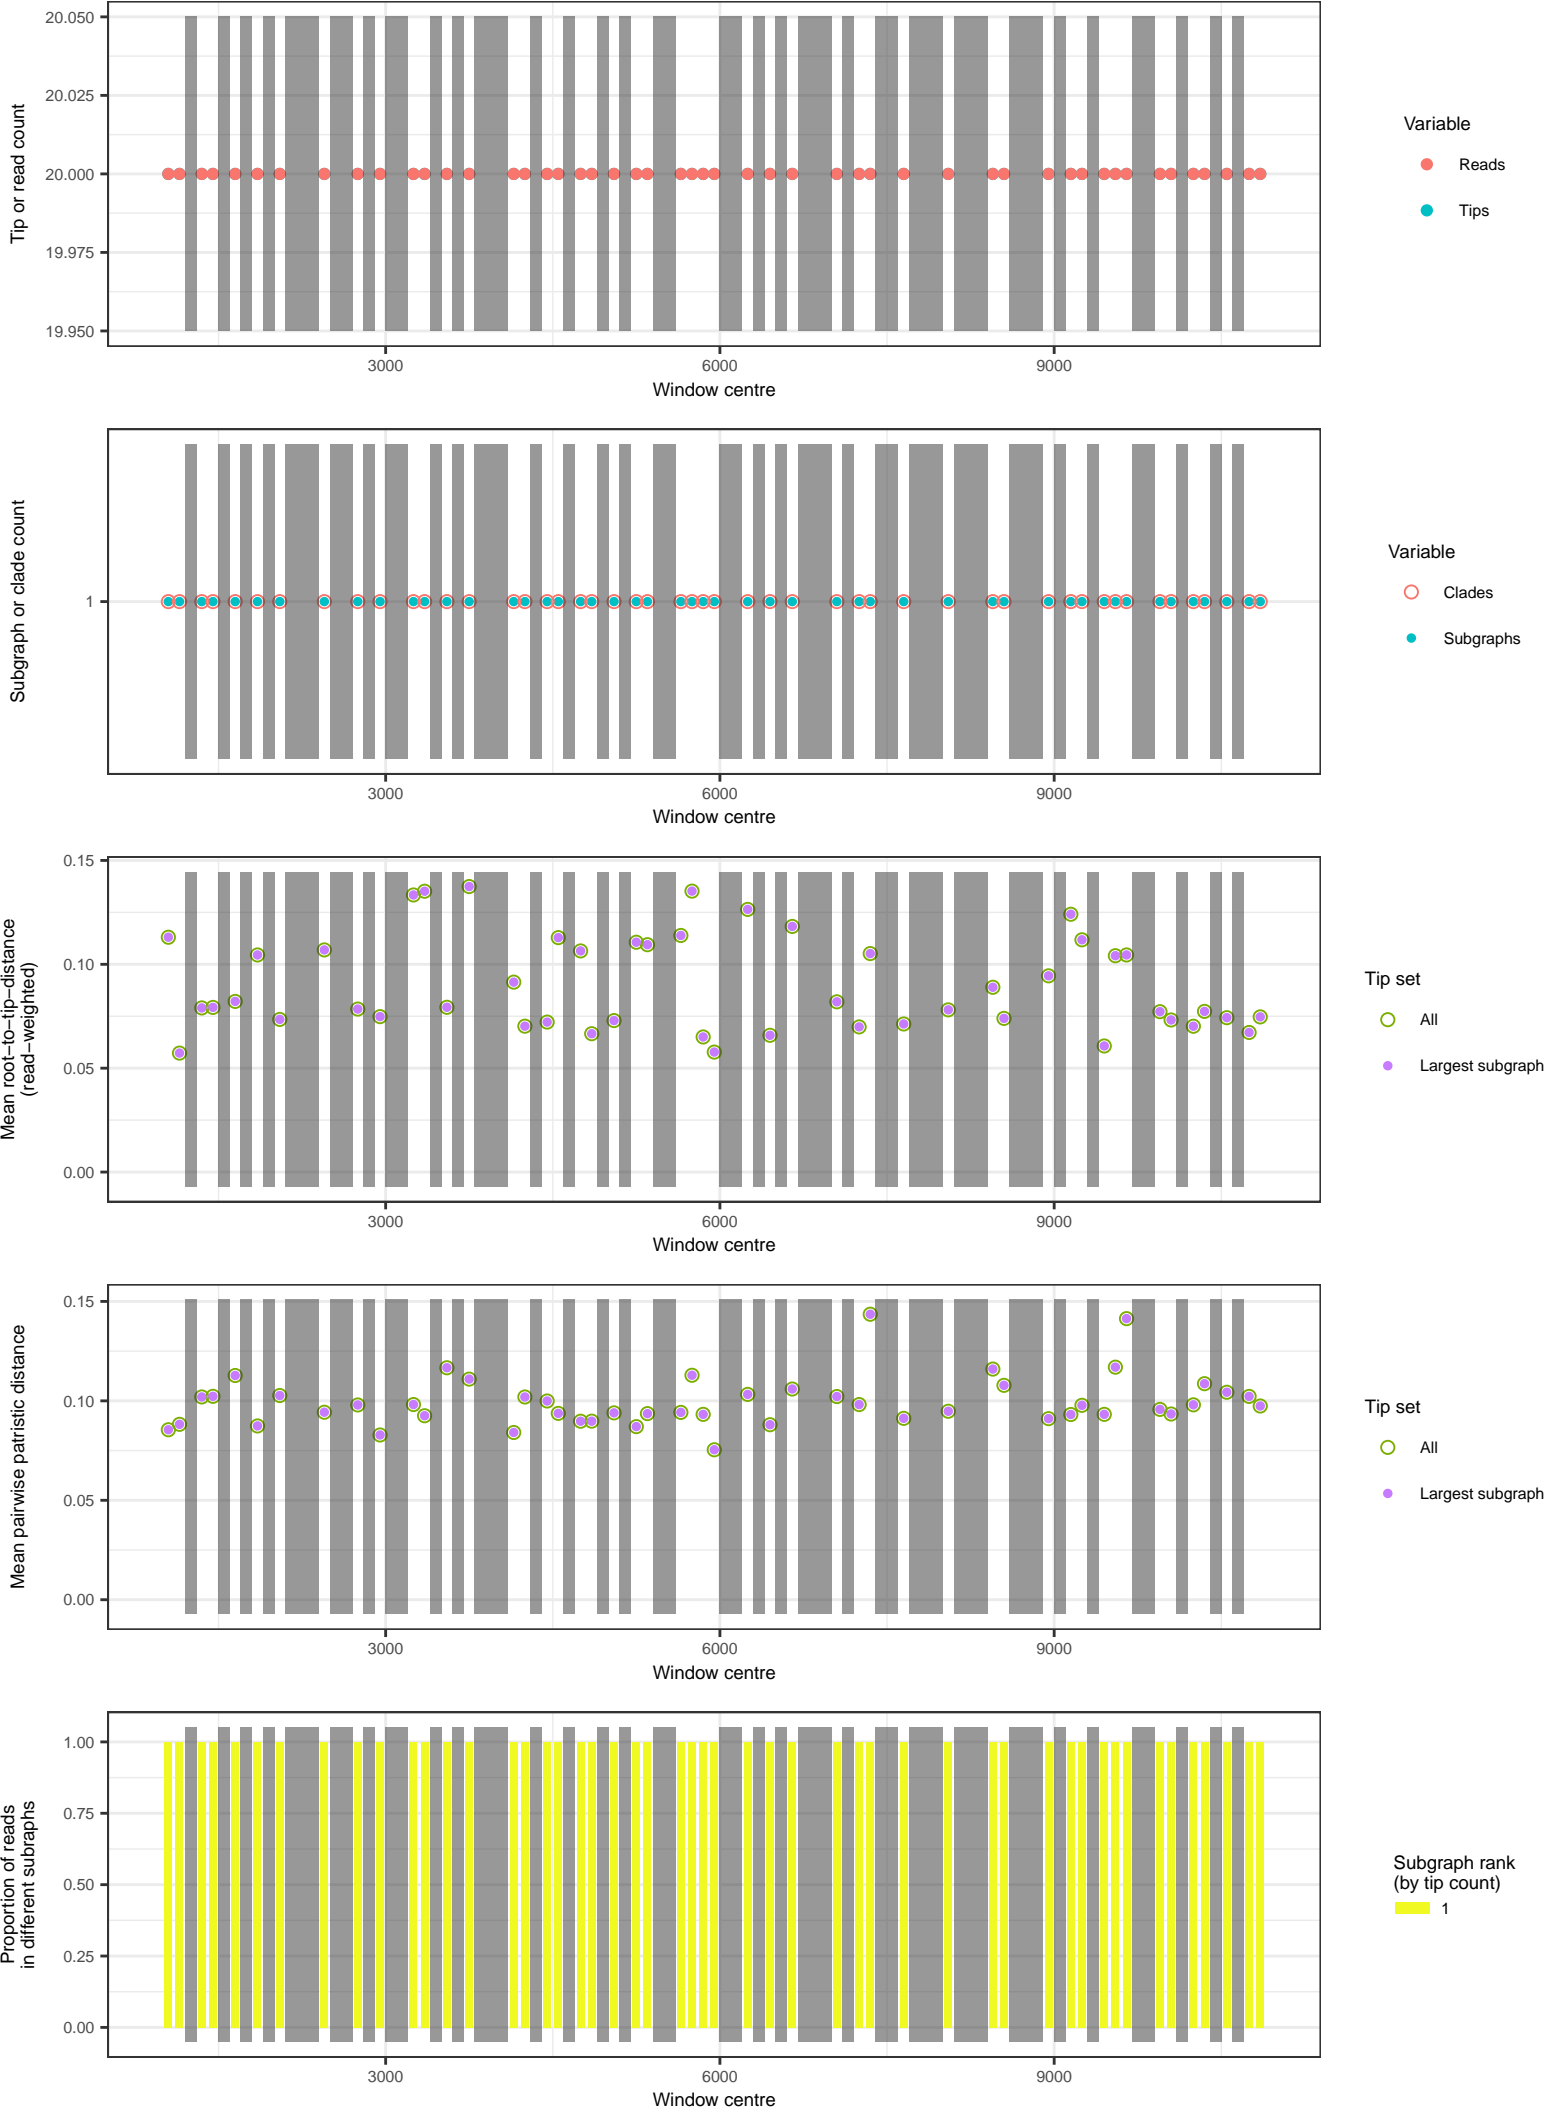 20.050
20.025
20.000
19.975
19.950
Tip or read count
3000
6000
9000
Window centre
Variable
Reads
Tips
1
Subgraph or clade count
3000
6000
9000
Window centre
Variable
Clades
Subgraphs
0.15
0.10
0.05
0.00
Mean root−to−tip−distance
(read−weighted)
3000
6000
9000
Window centre
Tip set
All
Largest subgraph
0.15
0.10
0.05
0.00
Mean pairwise patristic distance
3000
6000
9000
Window centre
Tip set
All
Largest subgraph
1.00
0.75
0.50
0.25
0.00
Proportion of reads
in different subraphs
3000
6000
9000
Window centre
Subgraph rank
(by tip count)
1